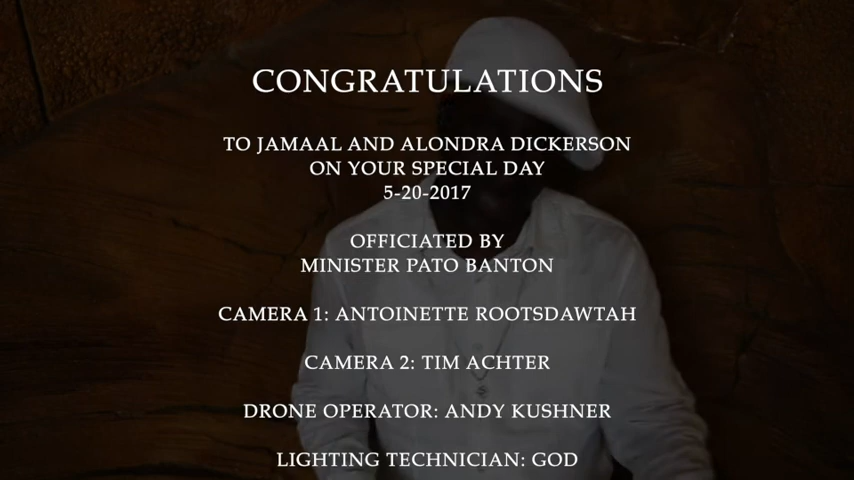 CONGRATULATIONS
TO JAMAAL AND ALONDRA DICKERSON
ON YOUR SPECIAL DAY
5-20-2017
OFFICIATED BY
MINISTER PATO BANTON
CAMERA 1: ANTOINETTE ROOTSDAWTAH
CAMERA 2: TIM ACHTER
DRONE OPERATOR: ANDY KUSHNER
LIGHTING TECHNICIAN: GOD